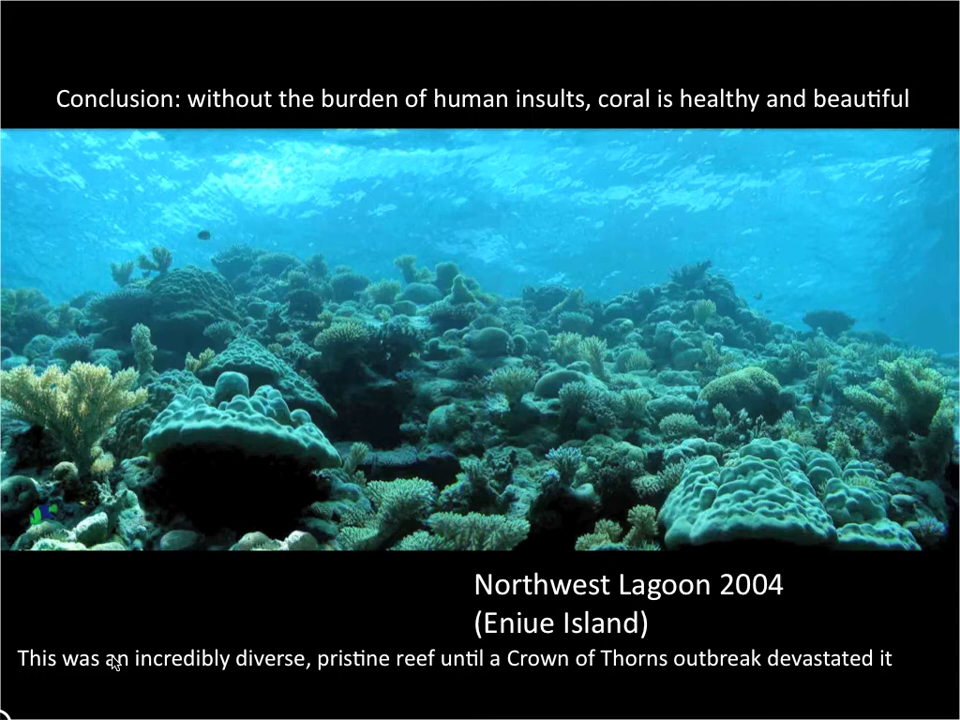 Conclusion: without the burden of human insults, coral is healthy and beautiful
Northwest Lagoon 2004
(Eniue Island)
This was an incredibly diverse, pristine reef until a Crown of Thorns outbreak devastated it